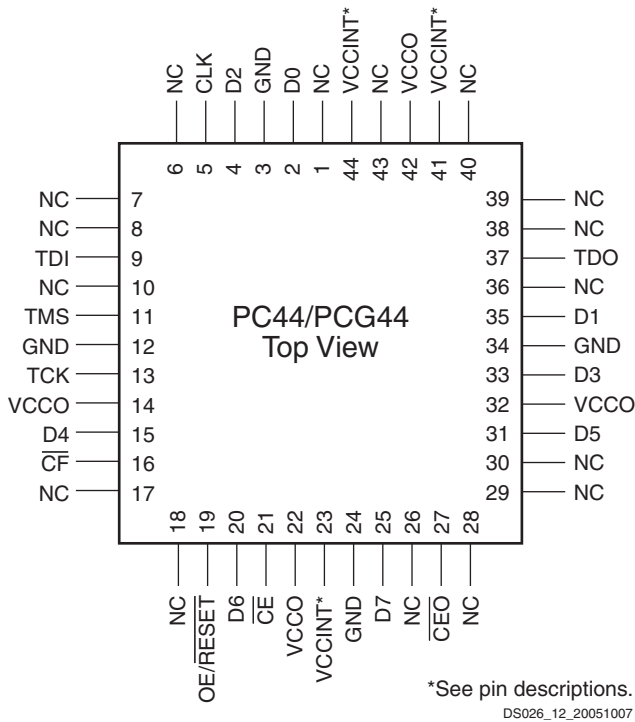 NC CLK D2 GND D0 NC VCCINT* NC VCCO VCCINT* NC
6 5 4 3 2 1 44 43 42 41 40
NC 7 39 NC
NC 8 38 NC
TDI 9 37 TDO
NC 10 36 NC
TMS 11 35 D1
GND 12 34 GND
TCK 13 33 D3
VCCO 14 32 VCCO
D4 15 31 D5
C̅F̅ 16 30 NC
NC 17 29 NC
PC44/PCG44
Top View
18 19 20 21 22 23 24 25 26 27 28
NC OE/R̅E̅S̅E̅T̅ D6 C̅E̅ VCCO VCCINT* GND D7 NC C̅E̅O̅ NC
*See pin descriptions.
DS026_12_20051007